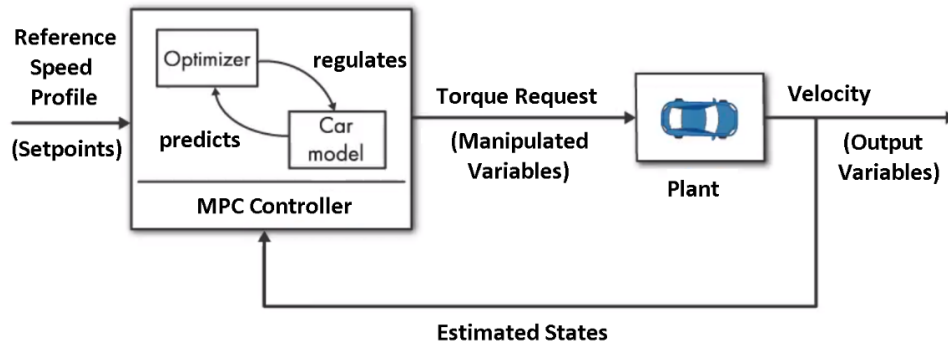 Reference
Speed
Profile
(Setpoints)
Optimizer
regulates
predicts
Car
model
MPC Controller
Torque Request
(Manipulated
Variables)
Plant
Velocity
(Output
Variables)
Estimated States